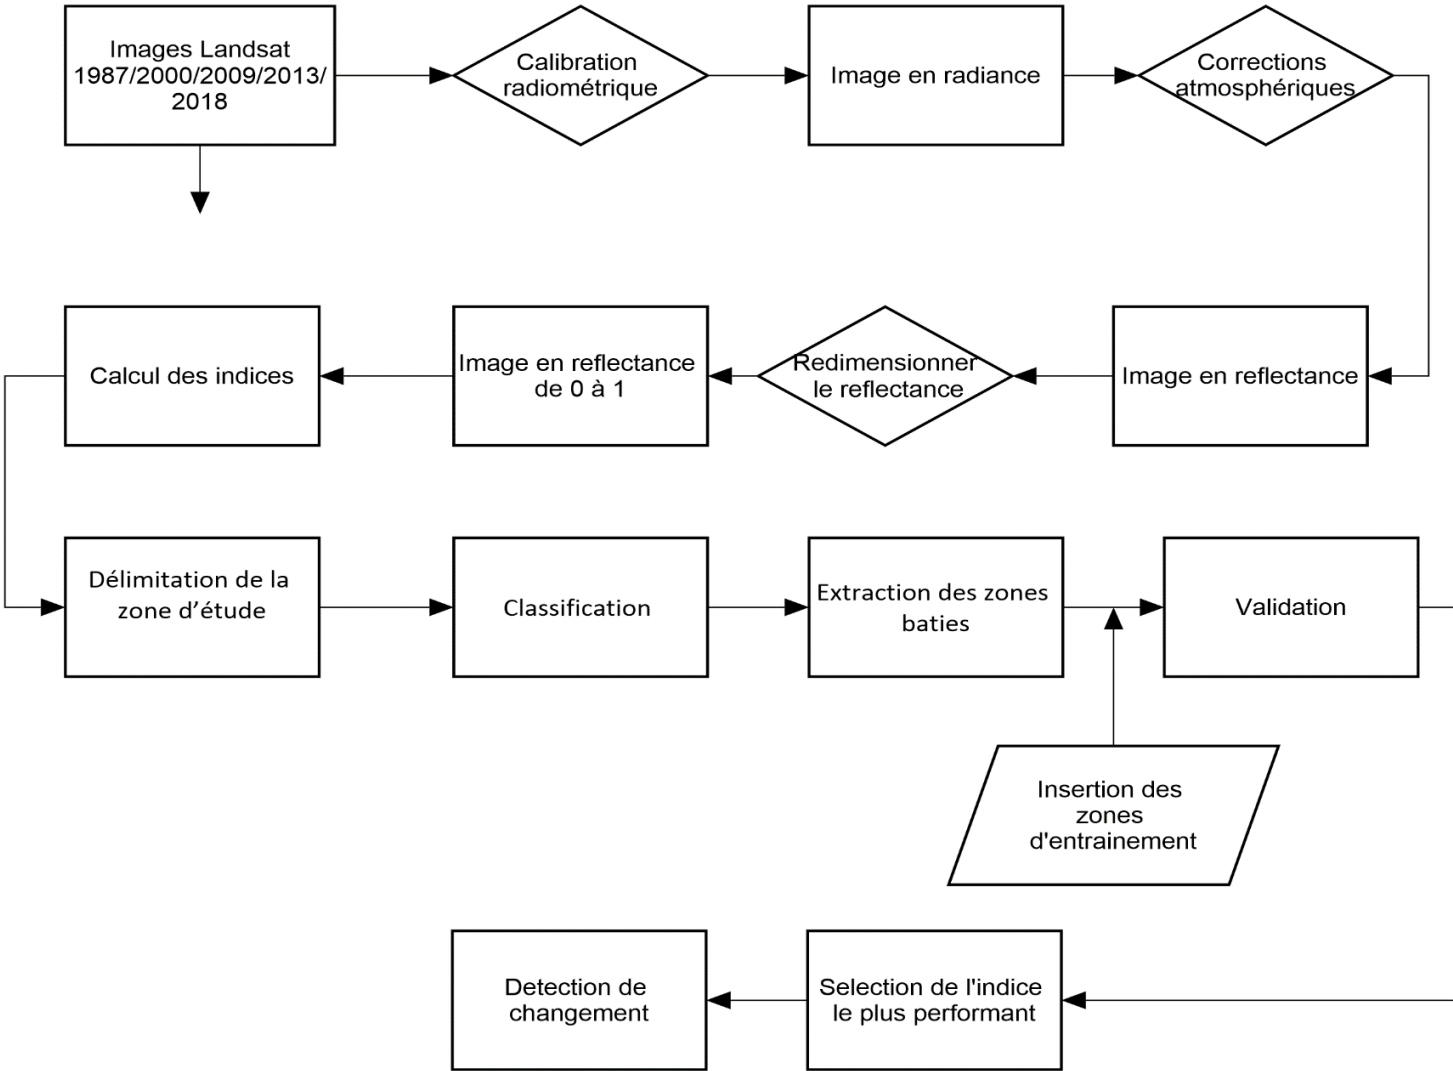 Images Landsat
1987/2000/2009/2013/
2018
Calibration
radiométrique
Image en radiance
Corrections
atmosphériques
Calcul des indices
Image en reflectance
de 0 à 1
Redimensionner
le reflectance
Image en reflectance
Délimitation de la
zone d’étude
Classification
Extraction des zones
baties
Validation
Insertion des
zones
d'entrainement
Detection de
changement
Selection de l'indice
le plus performant